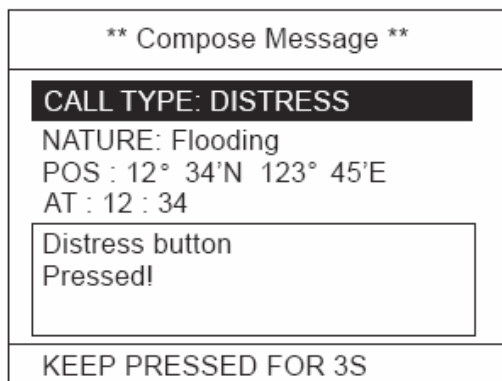 ** Compose Message **
CALL TYPE: DISTRESS
NATURE: Flooding
POS : 12° 34’N 123° 45’E
AT : 12 : 34
Distress button
Pressed!
KEEP PRESSED FOR 3S